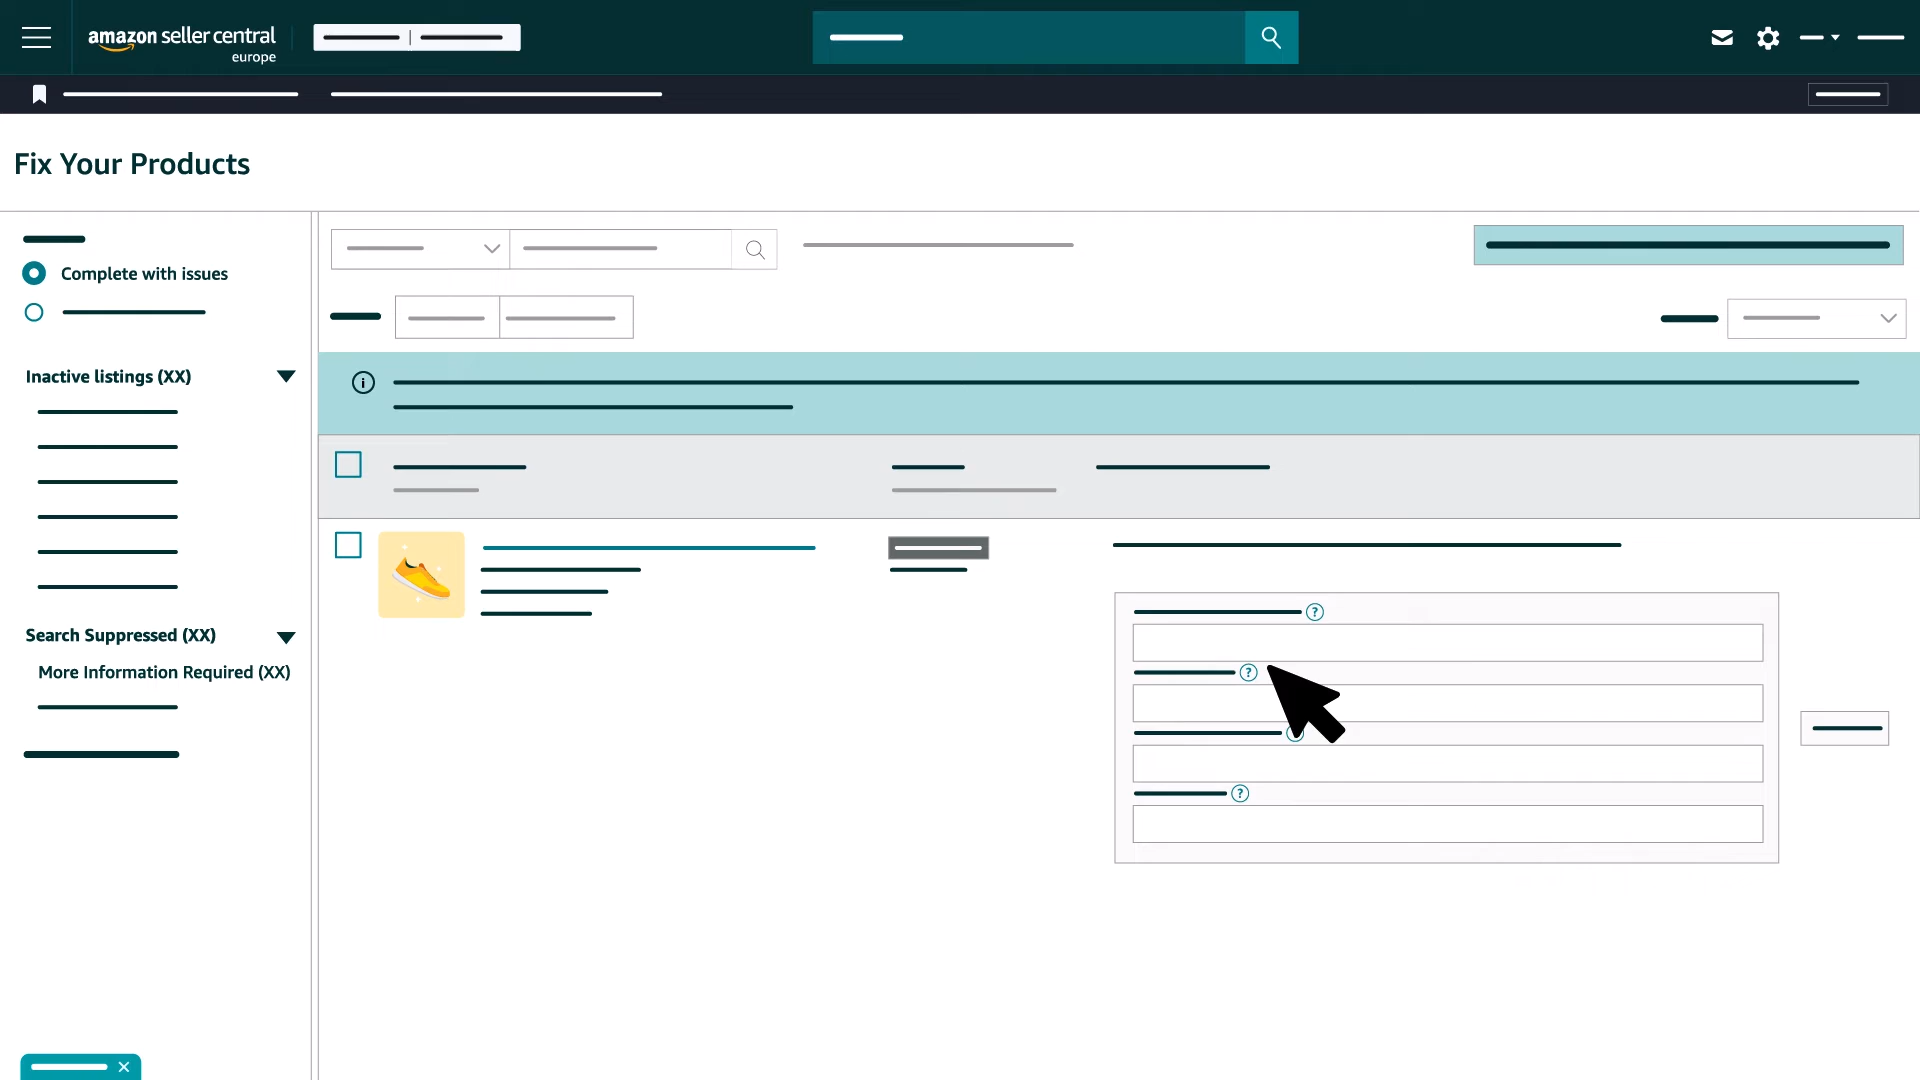 amazon seller central
europe
Fix Your Products
Complete with issues
Inactive listings (XX)
Search Suppressed (XX)
More Information Required (XX)